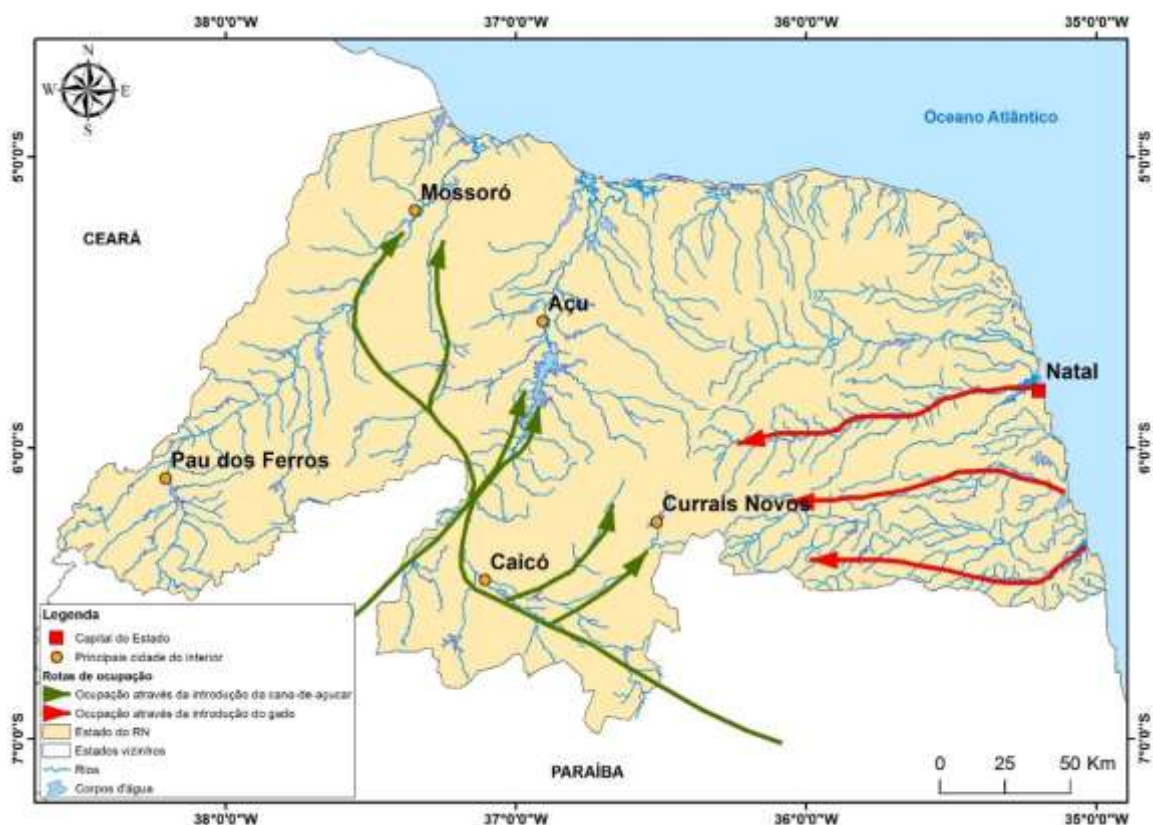 38°0'0"W 37°0'0"W 36°0'0"W 35°0'0"W
N
W E
S
Oceano Atlântico
5°0'0"S 5°0'0"S
Mossoró
CEARÁ
Açu
Natal
6°0'0"S 6°0'0"S
Pau dos Ferros
Currais Novos
Caicó
Legenda
Capital do Estado
Principais cidade do interior
Rotas de ocupação
Ocupação através da introdução da cana-de-açucar
Ocupação através da introdução do gado
Estado do RN
Estados vizinhos
Rios
Corpos d'água
7°0'0"S 7°0'0"S
PARAÍBA
0 25 50 Km
38°0'0"W 37°0'0"W 36°0'0"W 35°0'0"W